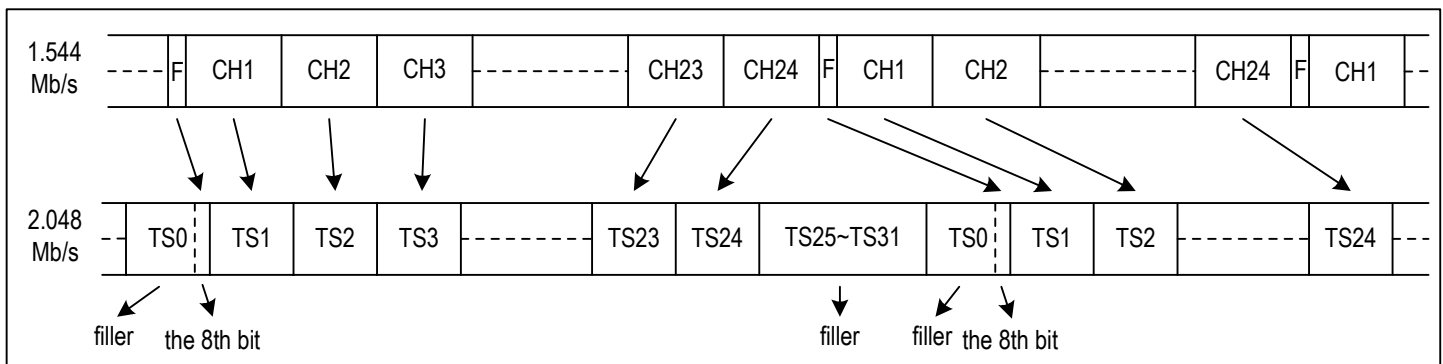 1.544 Mb/s F CH1 CH2 CH3 CH23 CH24 F CH1 CH2 CH24 F CH1
2.048 Mb/s TS0 TS1 TS2 TS3 TS23 TS24 TS25~TS31 TS0 TS1 TS2 TS24
filler the 8th bit filler filler the 8th bit